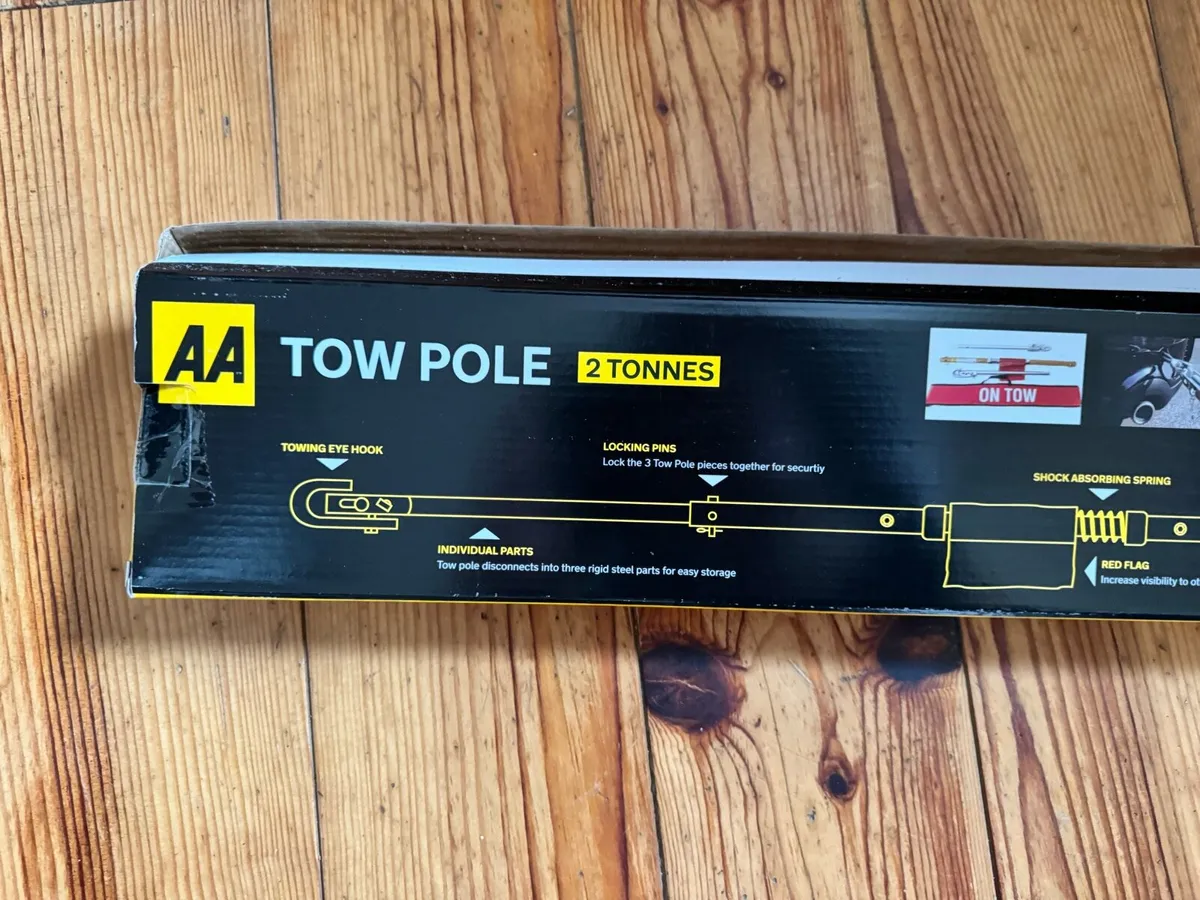 AA
TOW POLE
2 TONNES
ON TOW
TOWING EYE HOOK
LOCKING PINS
Lock the 3 Tow Pole pieces together for securtiy
SHOCK ABSORBING SPRING
INDIVIDUAL PARTS
Tow pole disconnects into three rigid steel parts for easy storage
RED FLAG
Increase visibility to ot